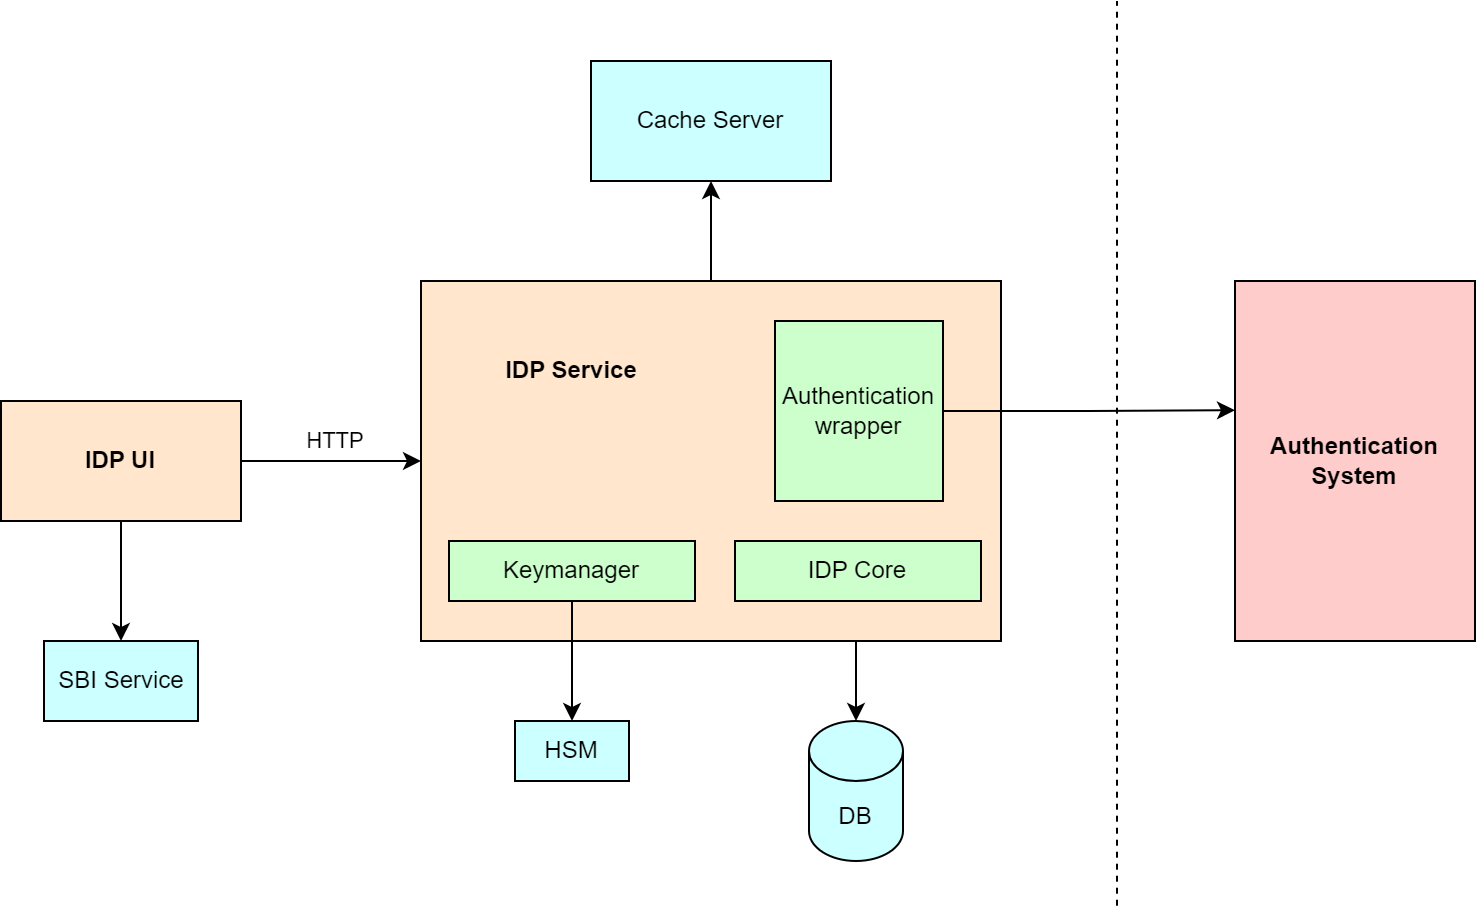 Cache Server
IDP Service
Authentication
wrapper
HTTP
IDP UI
Authentication
System
Keymanager
IDP Core
SBI Service
HSM
DB